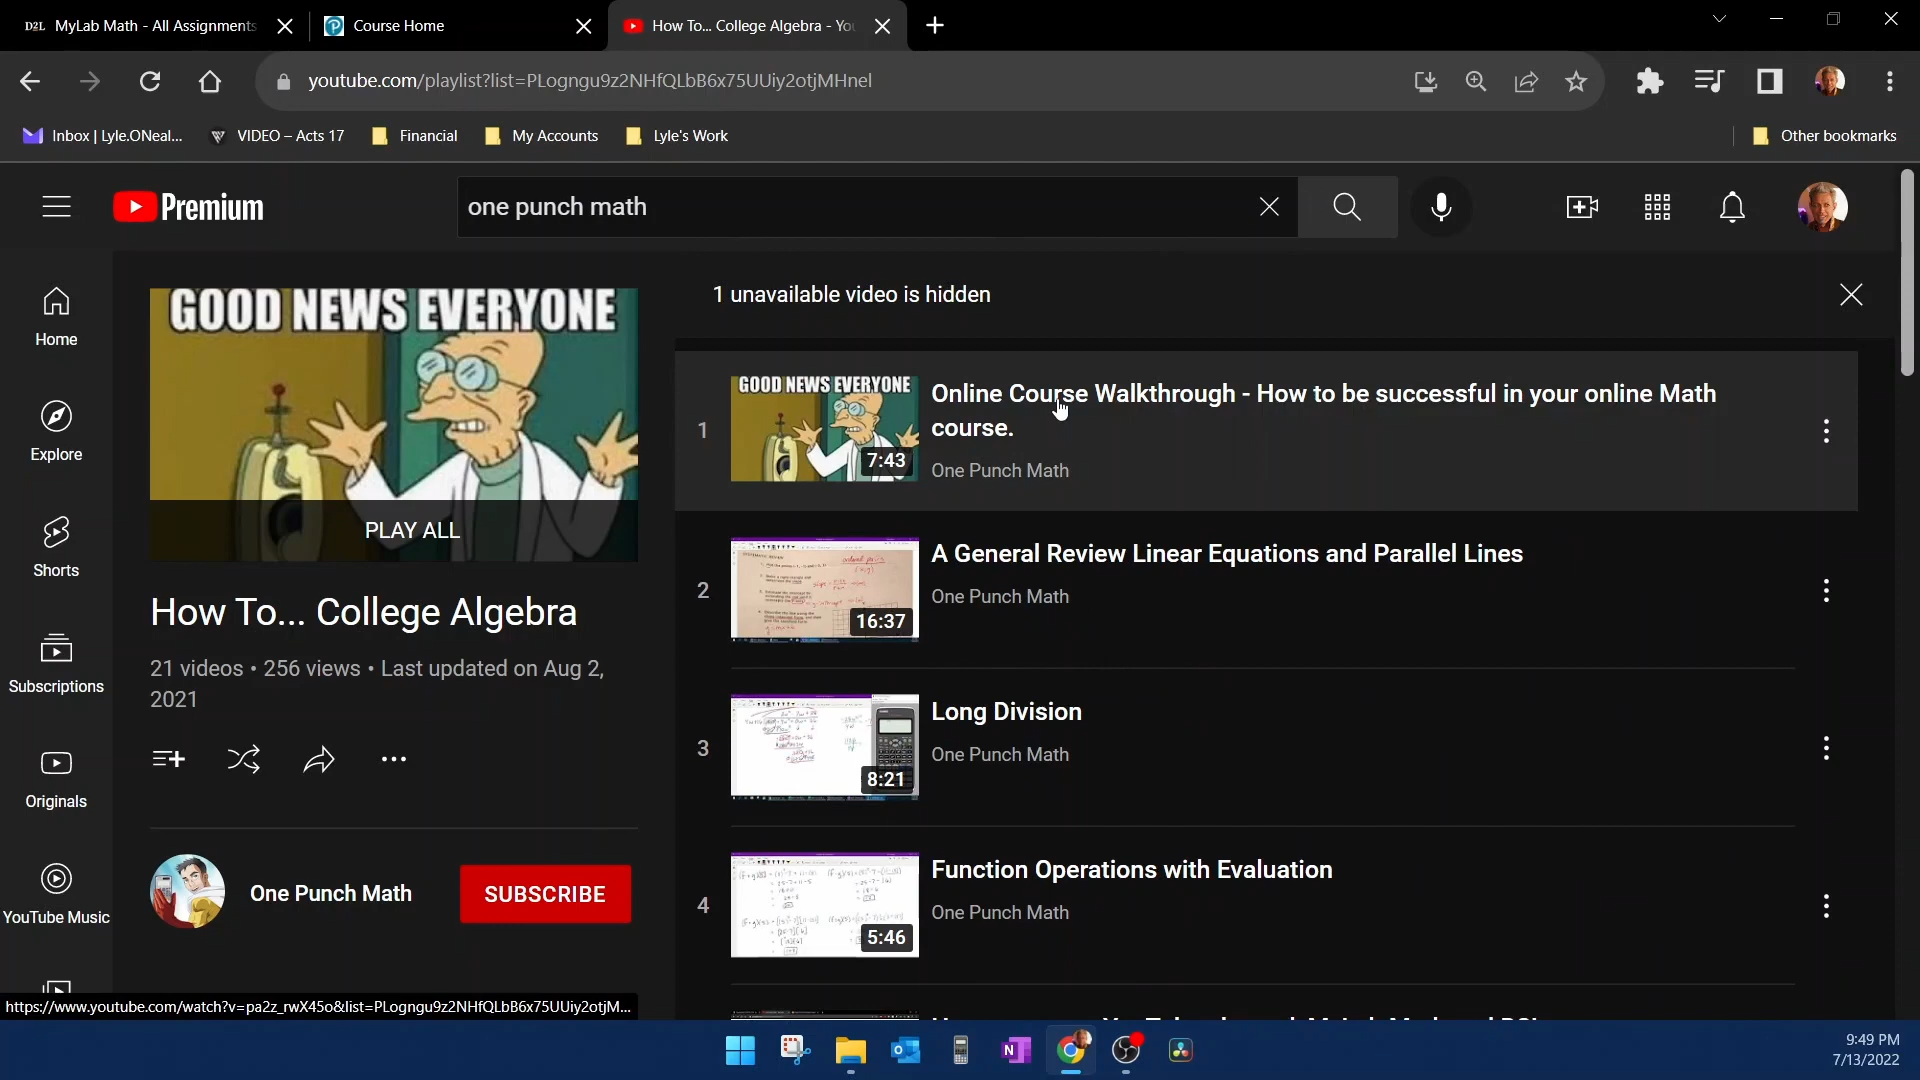 D2L MyLab Math - All Assignments
Course Home
How To... College Algebra - Yo
youtube.com/playlist?list=PLogngu9z2NHfQLbB6x75UUiy2otjMHnel
Inbox | Lyle.ONeal...
VIDEO – Acts 17
Financial
My Accounts
Lyle's Work
Other bookmarks
Premium
one punch math
Home
Explore
Shorts
Subscriptions
Originals
YouTube Music
GOOD NEWS EVERYONE
PLAY ALL
How To... College Algebra
21 videos • 256 views • Last updated on Aug 2,
2021
One Punch Math
SUBSCRIBE
1 unavailable video is hidden
1
GOOD NEWS EVERYONE
7:43
Online Course Walkthrough - How to be successful in your online Math
course.
One Punch Math
2
16:37
A General Review Linear Equations and Parallel Lines
One Punch Math
3
8:21
Long Division
One Punch Math
4
5:46
Function Operations with Evaluation
One Punch Math
https://www.youtube.com/watch?v=pa2z_rwX45o&list=PLogngu9z2NHfQLbB6x75UUiy2otjM...
9:49 PM
7/13/2022